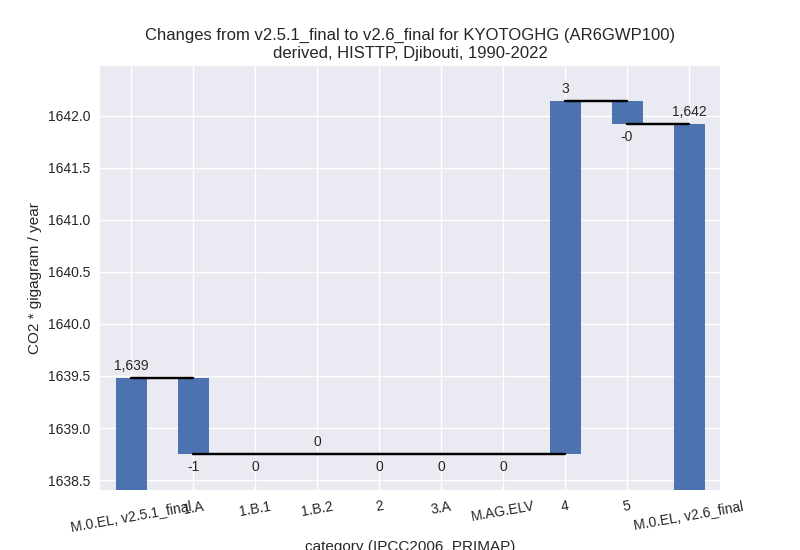 Changes from v2.5.1_final to v2.6_final for KYOTOGHG (AR6GWP100)
derived, HISTTP, Djibouti, 1990-2022
CO2 * gigagram / year
1642.0
1641.5
1641.0
1640.5
1640.0
1639.5
1639.0
1638.5
1,639
-1
0
0
0
0
0
3
-0
1,642
M.0.EL, v2.5.1_final
1.A
1.B.1
1.B.2
2
3.A
M.AG.ELV
4
5
M.0.EL, v2.6_final
category (IPCC2006_PRIMAP)